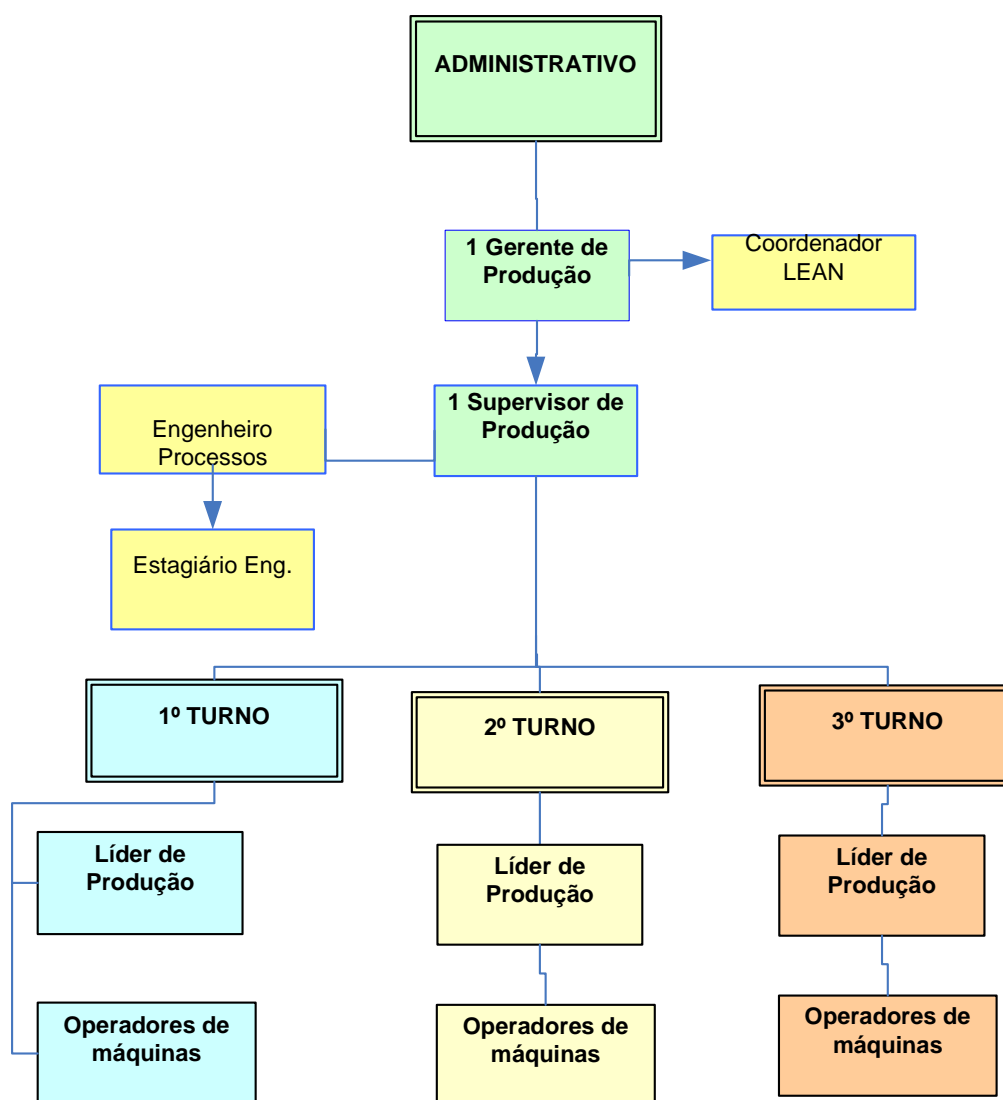 ADMINISTRATIVO
1 Gerente de
Produção
Coordenador
LEAN
1 Supervisor de
Produção
Engenheiro
Processos
Estagiário Eng.
1º TURNO
2º TURNO
3º TURNO
Líder de
Produção
Líder de
Produção
Líder de
Produção
Operadores de
máquinas
Operadores de
máquinas
Operadores de
máquinas